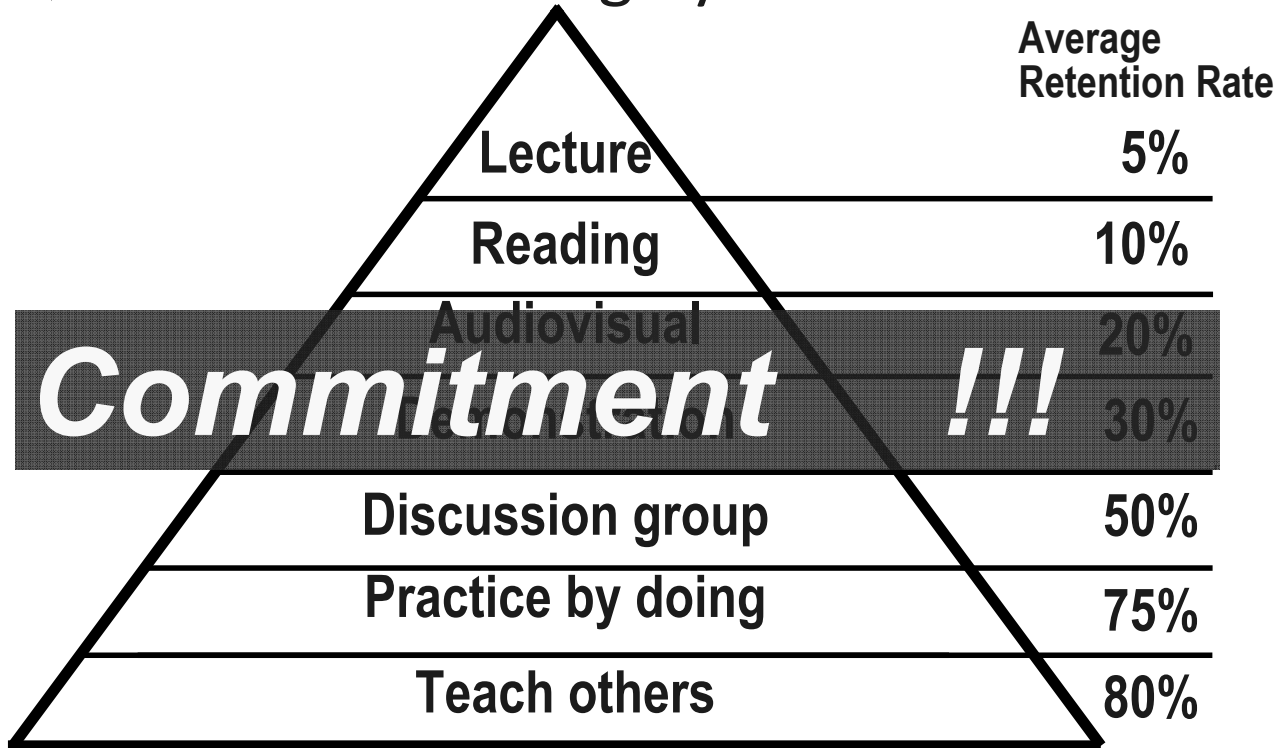 Average
Retention Rate
Lecture 5%
Reading 10%
Audiovisual 20%
Commitment !!!
Demonstration 30%
Discussion group 50%
Practice by doing 75%
Teach others 80%